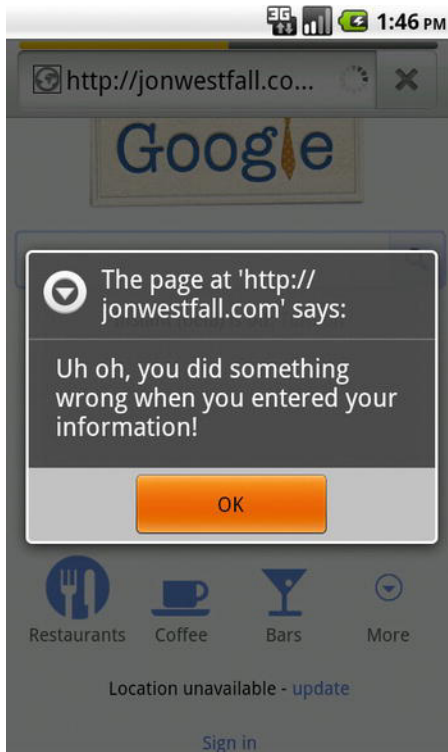 3G 1:46 PM
http://jonwestfall.co...
Google
The page at 'http://
jonwestfall.com' says:
Uh oh, you did something
wrong when you entered your
information!
OK
Restaurants Coffee Bars More
Location unavailable - update
Sign in